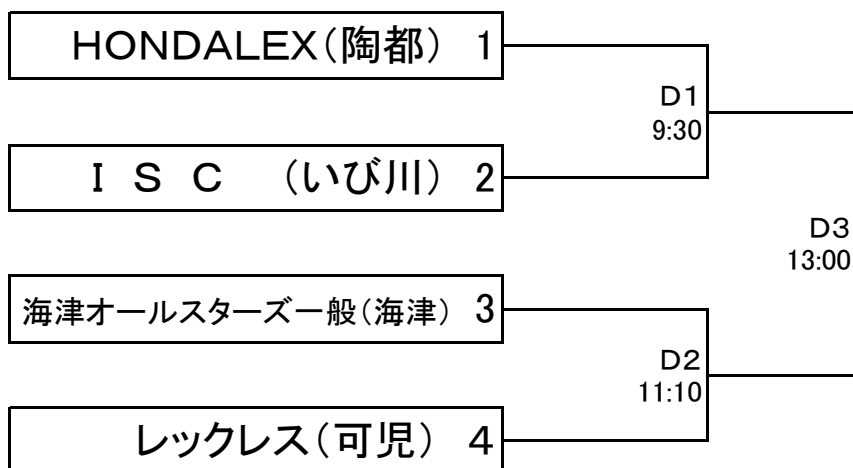 HONDALEX(陶都) 1
D1
9:30
I S C (いび川) 2
D3
13:00
海津オールスターズ一般(海津) 3
D2
11:10
レックレス(可児) 4